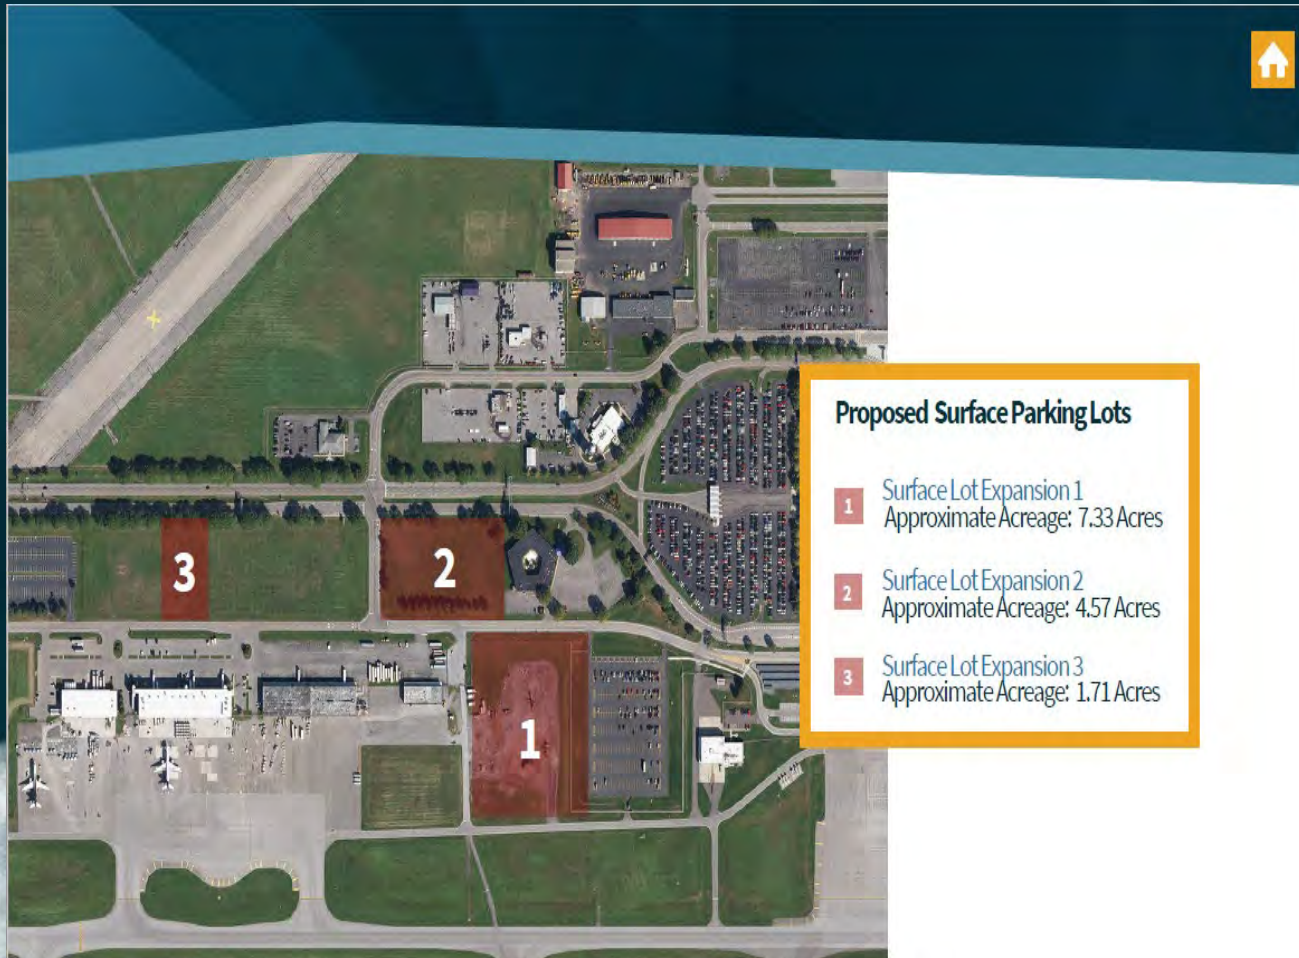 Proposed Surface Parking Lots
1
Surface Lot Expansion 1
Approximate Acreage: 7.33 Acres
2
Surface Lot Expansion 2
Approximate Acreage: 4.57 Acres
3
Surface Lot Expansion 3
Approximate Acreage: 1.71 Acres
3
2
1